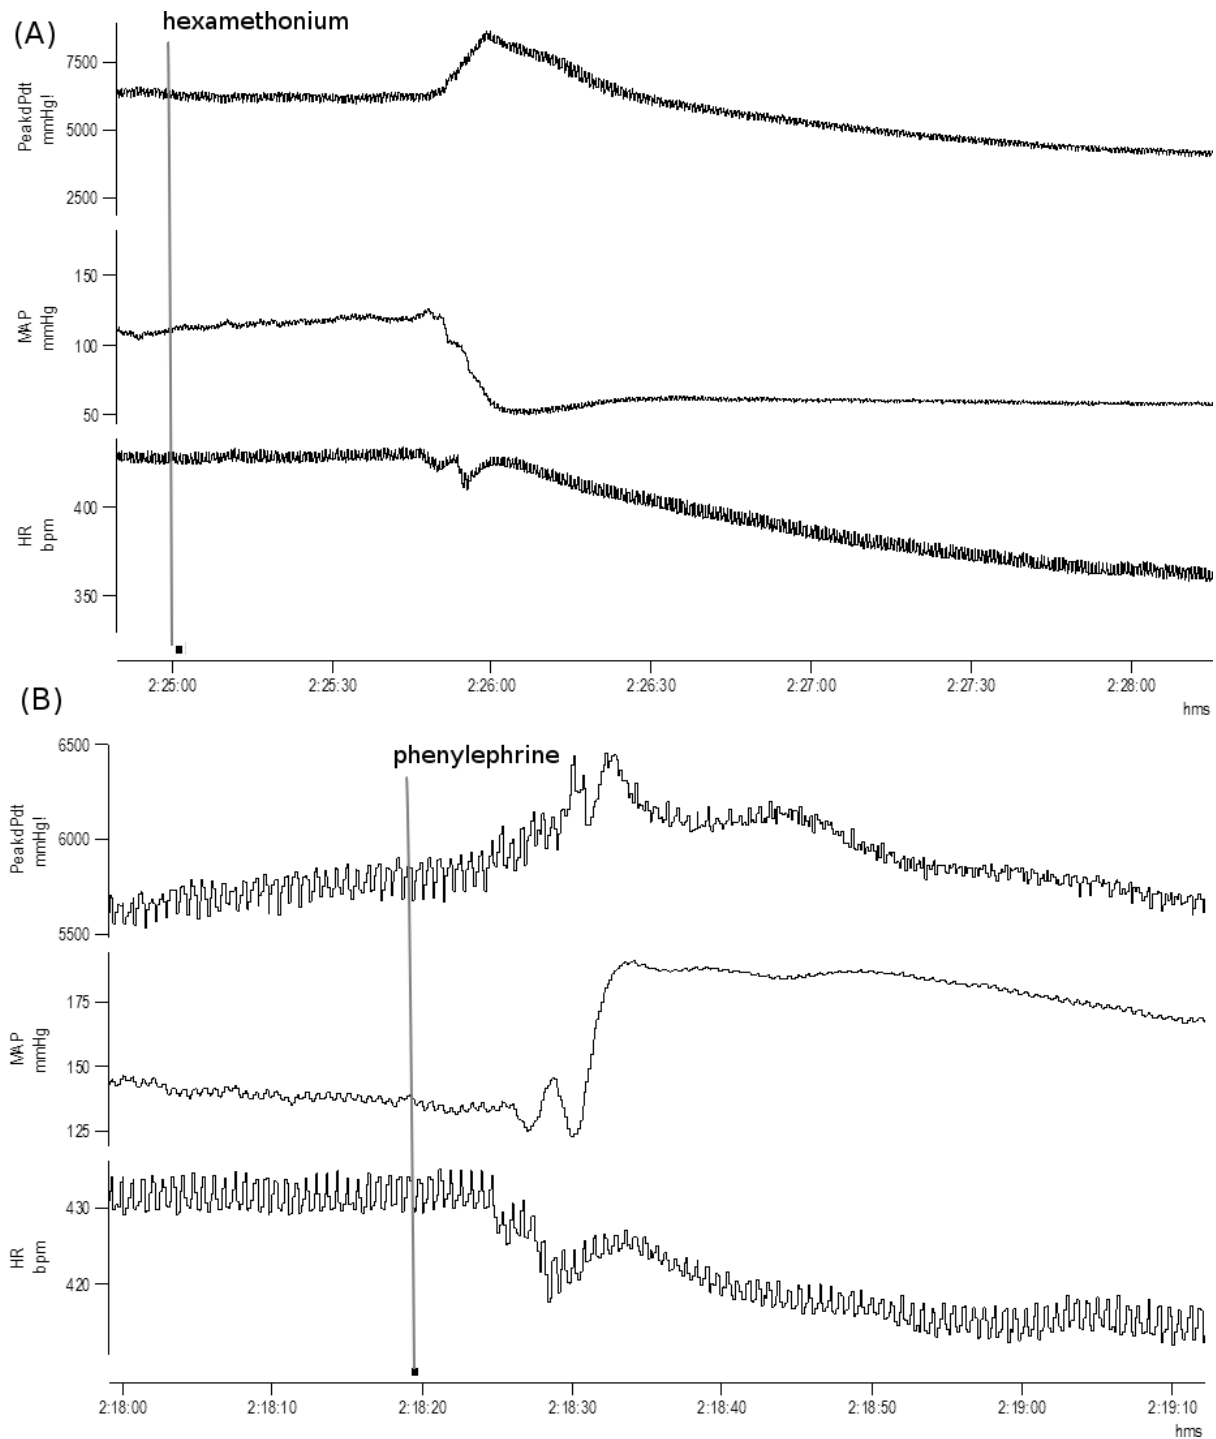 (A)
hexamethonium
7500
5000
2500
PeakdPdt
mmHg!
150
100
50
MAP
mmHg
400
350
HR
bpm
2:25:00 2:25:30 2:26:00 2:26:30 2:27:00 2:27:30 2:28:00
hms
(B)
phenylephrine
6500
6000
5500
PeakdPdt
mmHg!
175
150
125
MAP
mmHg
430
420
HR
bpm
2:18:00 2:18:10 2:18:20 2:18:30 2:18:40 2:18:50 2:19:00 2:19:10
hms